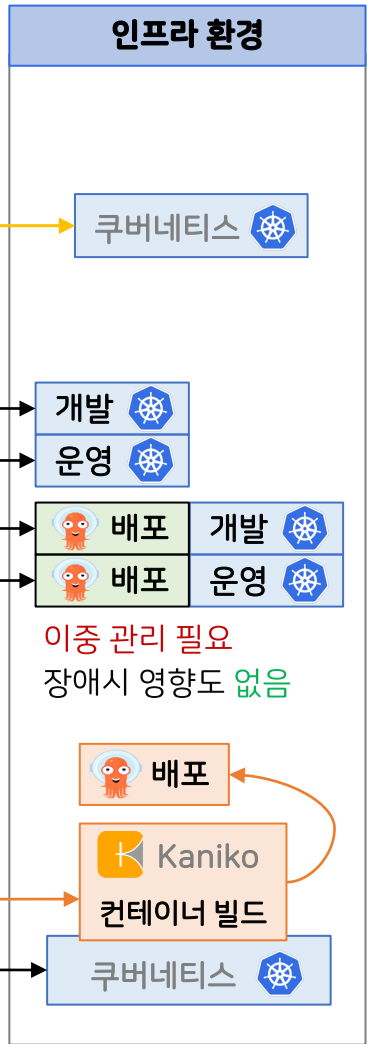 인프라 환경
쿠버네티스
개발
운영
배포 개발
배포 운영
이중 관리 필요
장애시 영향도 없음
배포
Kaniko
컨테이너 빌드
쿠버네티스